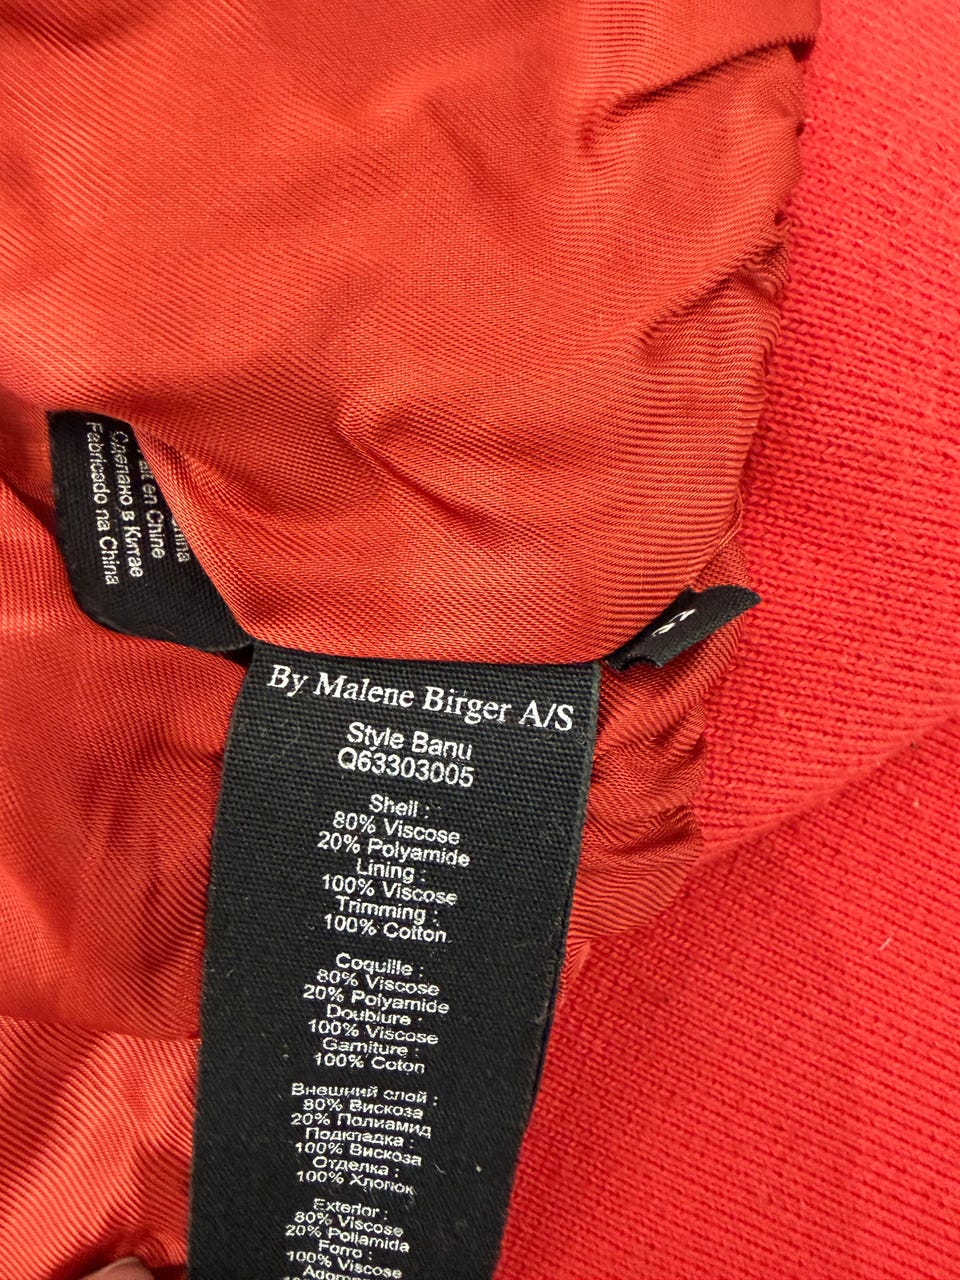 By Malene Birger A/S
Style Banu
Q63303005
Shell :
80% Viscose
20% Polyamide
Lining :
100% Viscose
Trimming :
100% Cotton
Coquille :
80% Viscose
20% Polyamide
Doublure :
100% Viscose
Garniture :
100% Coton
Внешний слой :
80% Вискоза
20% Полиамид
Подкладка :
100% Вискоза
Отделка :
100% Хлопок
Exterior :
80% Viscose
20% Poliamida
Forro :
100% Viscose
en Chine
Сделано в Китае
Fabricado na China